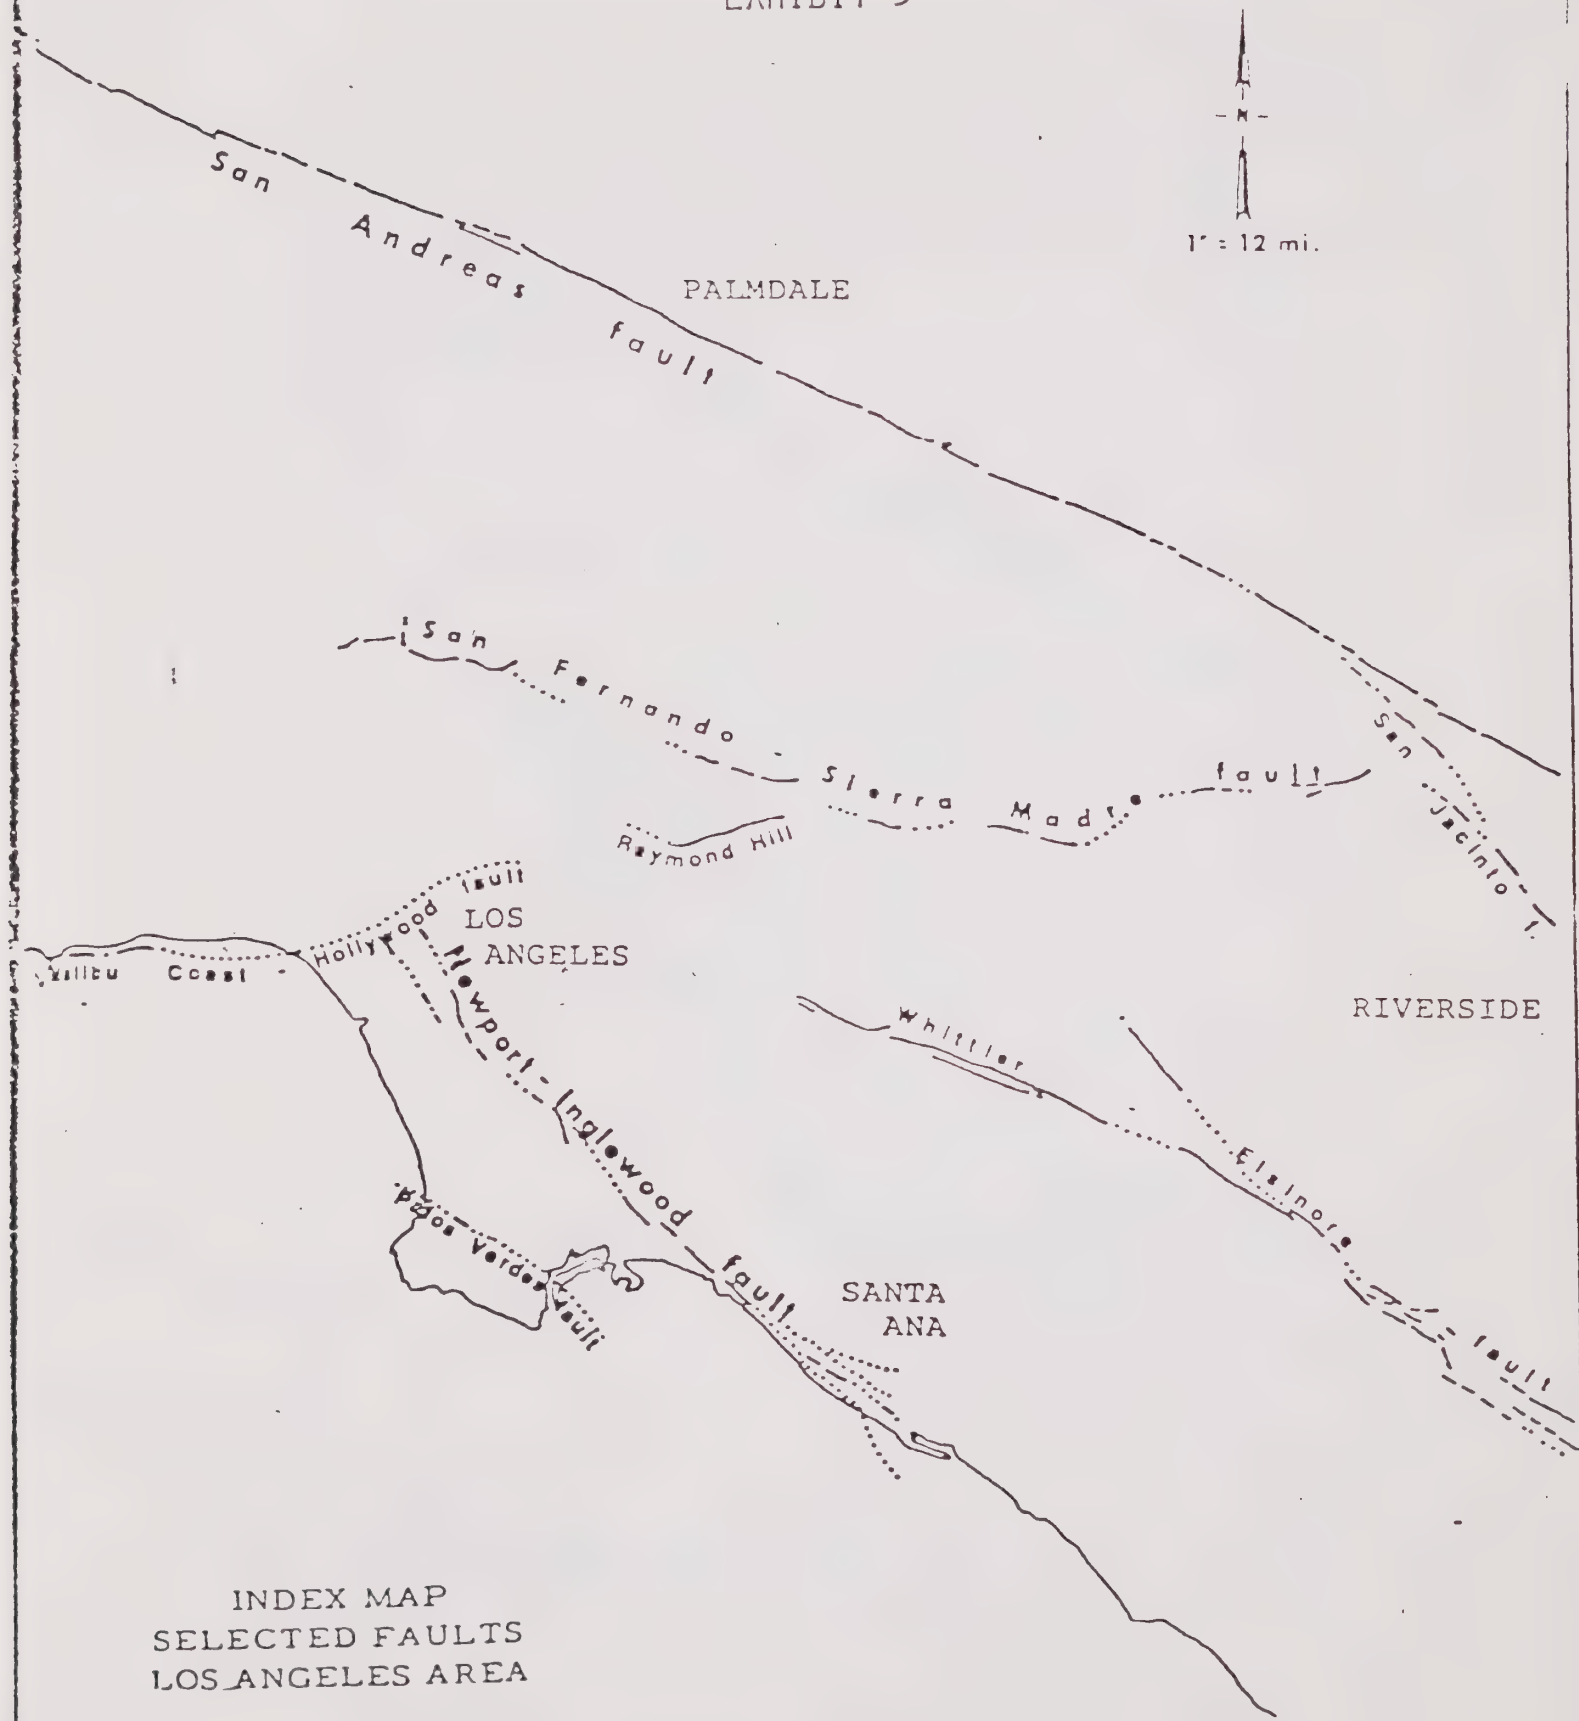 - N -
1" = 12 mi.
San Andreas fault
PALMDALE
San Fernando - Sierra Madre fault
San Jacinto f.
Raymond Hill
Hollywood fault
LOS
ANGELES
Coast
Newport - Inglewood fault
Whittier
RIVERSIDE
Elsinore fault
Palos Verdes fault
SANTA
ANA
INDEX MAP
SELECTED FAULTS
LOS ANGELES AREA